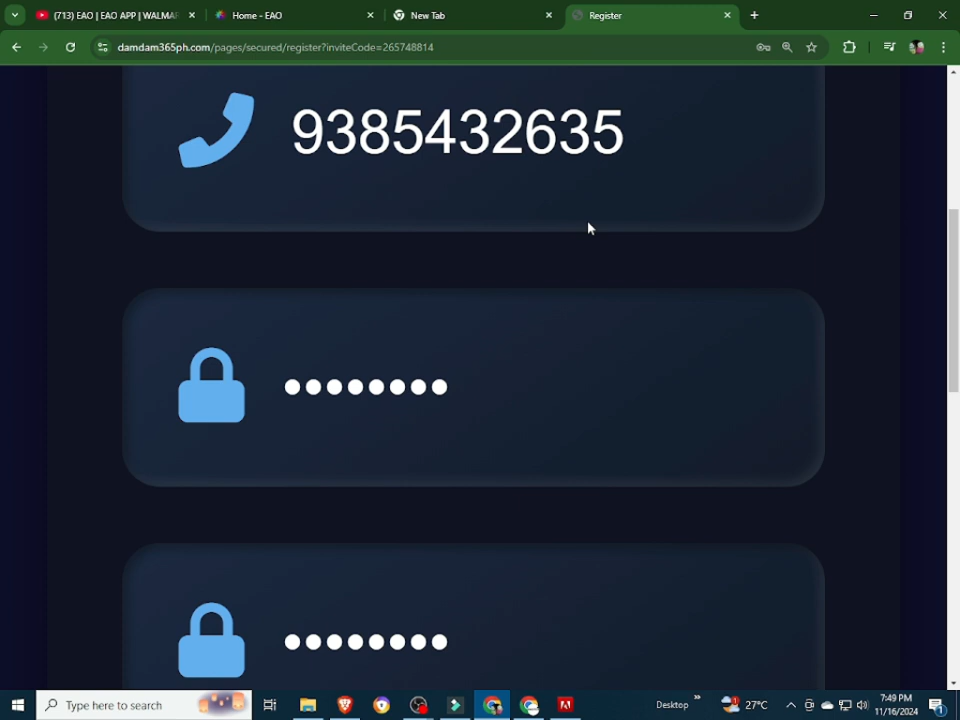 (713) EAO | EAO APP | WALMA
Home - EAO
New Tab
Register
damdam365ph.com/pages/secured/register?inviteCode=265748814
9385432635
Type here to search
Desktop
27°C
7:49 PM
11/16/2024